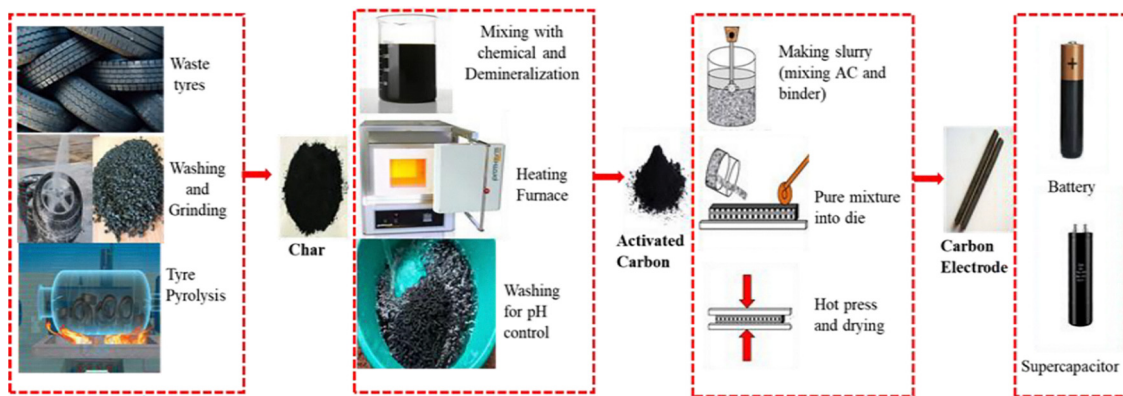 Waste
tyres
Washing
and
Grinding
Tyre
Pyrolysis
Char
Mixing with
chemical and
Demineralization
Heating
Furnace
Washing
for pH
control
Activated
Carbon
Making slurry
(mixing AC and
binder)
Pure mixture
into die
Hot press
and drying
Carbon
Electrode
+
Battery
Supercapacitor